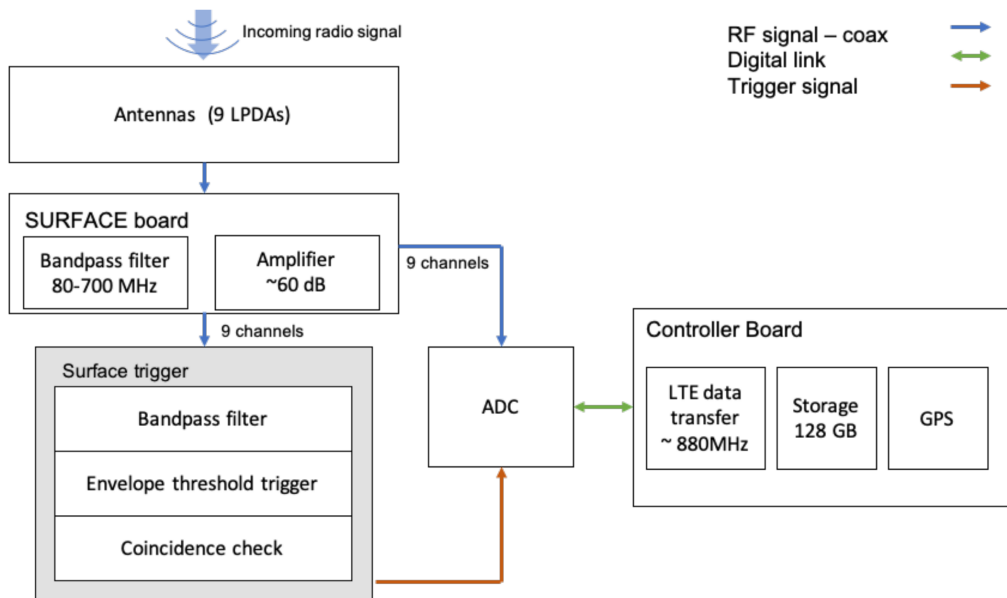 Incoming radio signal
RF signal – coax
Digital link
Trigger signal
Antennas (9 LPDAs)
SURFACE board
Bandpass filter
80-700 MHz
Amplifier
~60 dB
9 channels
9 channels
Surface trigger
Bandpass filter
Envelope threshold trigger
Coincidence check
ADC
Controller Board
LTE data
transfer
~ 880MHz
Storage
128 GB
GPS